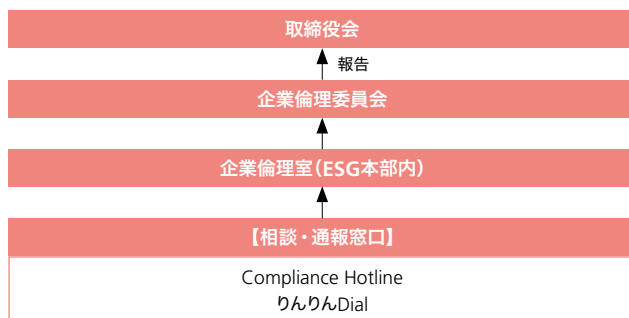 取締役会
報告
企業倫理委員会
企業倫理室（ESG本部内）
【相談・通報窓口】
Compliance Hotline
りんりんDial